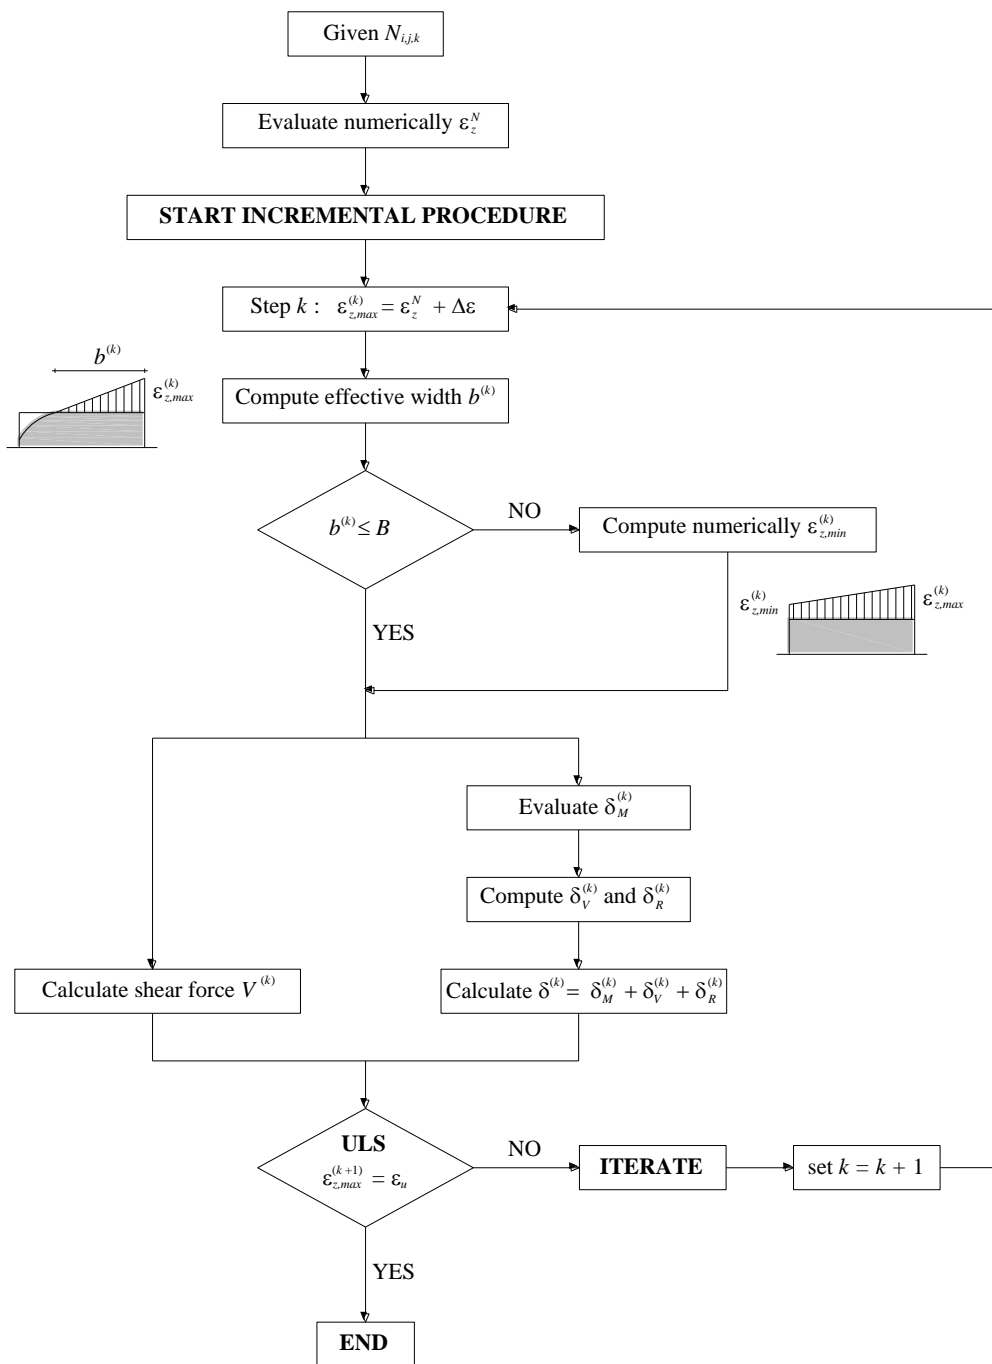 Given N_{i,j,k}
Evaluate numerically ε_z^N
START INCREMENTAL PROCEDURE
Step k : ε_{z,max}^{(k)} = ε_z^N + Δε
b^{(k)}
ε_{z,max}^{(k)}
Compute effective width b^{(k)}
b^{(k)} ≤ B
NO
Compute numerically ε_{z,min}^{(k)}
ε_{z,min}^{(k)}
ε_{z,max}^{(k)}
YES
Evaluate δ_M^{(k)}
Compute δ_V^{(k)} and δ_R^{(k)}
Calculate shear force V^{(k)}
Calculate δ^{(k)} = δ_M^{(k)} + δ_V^{(k)} + δ_R^{(k)}
ULS
ε_{z,max}^{(k+1)} = ε_u
NO
ITERATE
set k = k + 1
YES
END